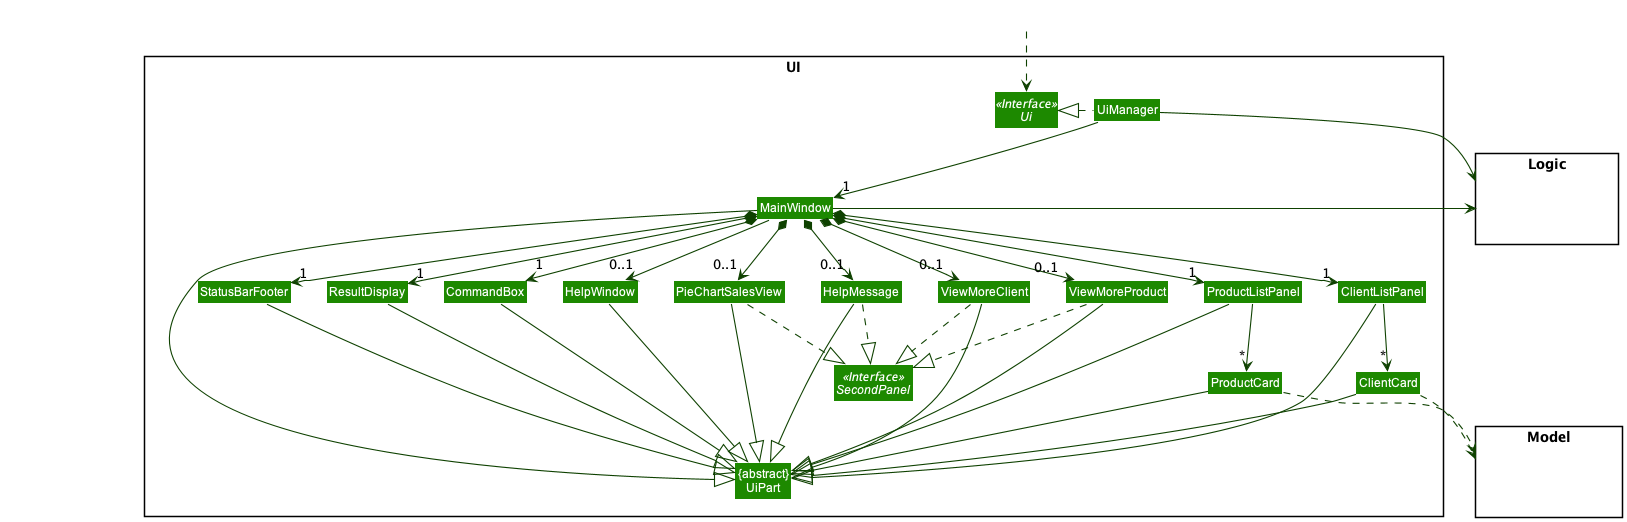 UI
«Interface»
Ui
UiManager
Logic
1
MainWindow
1
1
1
0..1
0..1
0..1
0..1
0..1
1
1
StatusBarFooter
ResultDisplay
CommandBox
HelpWindow
PieChartSalesView
HelpMessage
ViewMoreClient
ViewMoreProduct
ProductListPanel
ClientListPanel
*
*
«Interface»
SecondPanel
ProductCard
ClientCard
Model
{abstract}
UiPart